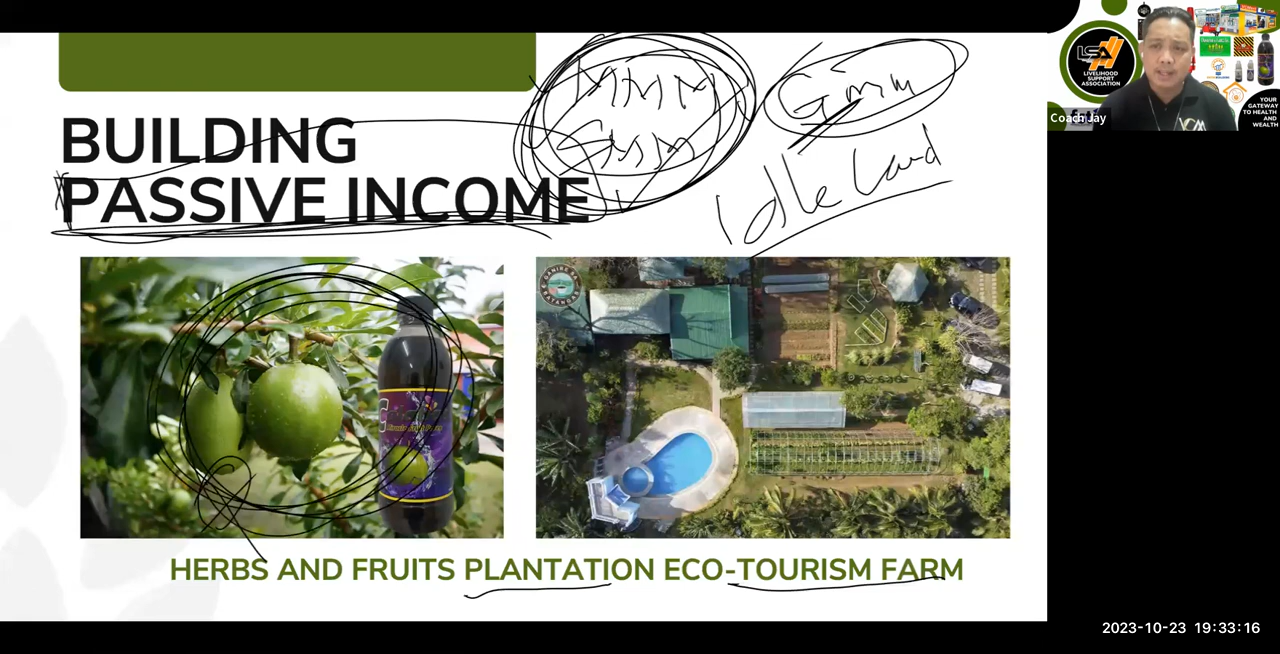 BUILDING
PASSIVE INCOME
Idle Land
HERBS AND FRUITS PLANTATION ECO-TOURISM FARM
LSA
LIVELIHOOD
SUPPORT
ASSOCIATION
YOUR
GATEWAY
TO HEALTH
AND
WEALTH
Coach Jay
2023-10-23 19:33:16